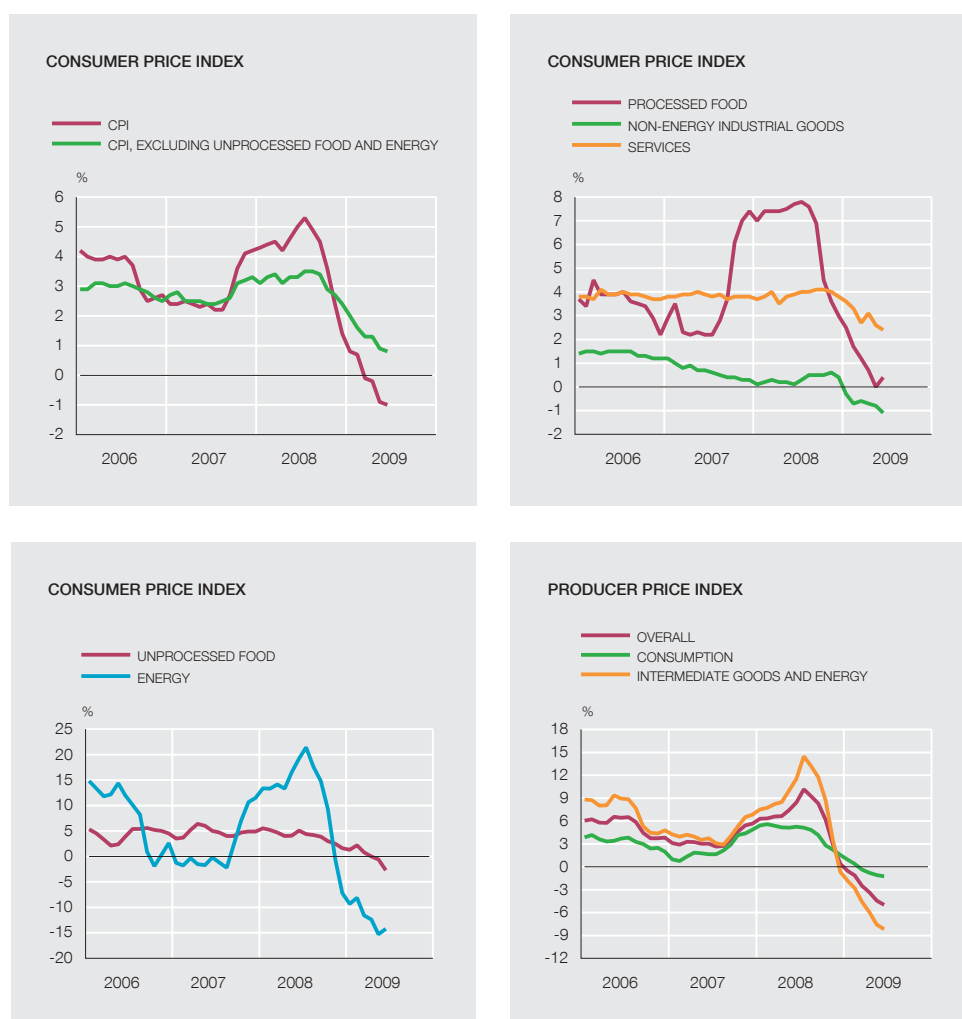 CONSUMER PRICE INDEX
CPI
CPI, EXCLUDING UNPROCESSED FOOD AND ENERGY
%
6
5
4
3
2
1
0
-1
-2
2006 2007 2008 2009
CONSUMER PRICE INDEX
PROCESSED FOOD
NON-ENERGY INDUSTRIAL GOODS
SERVICES
%
8
7
6
5
4
3
2
1
0
-1
-2
2006 2007 2008 2009
CONSUMER PRICE INDEX
UNPROCESSED FOOD
ENERGY
%
25
20
15
10
5
0
-5
-10
-15
-20
2006 2007 2008 2009
PRODUCER PRICE INDEX
OVERALL
CONSUMPTION
INTERMEDIATE GOODS AND ENERGY
%
18
15
12
9
6
3
0
-3
-6
-9
-12
2006 2007 2008 2009